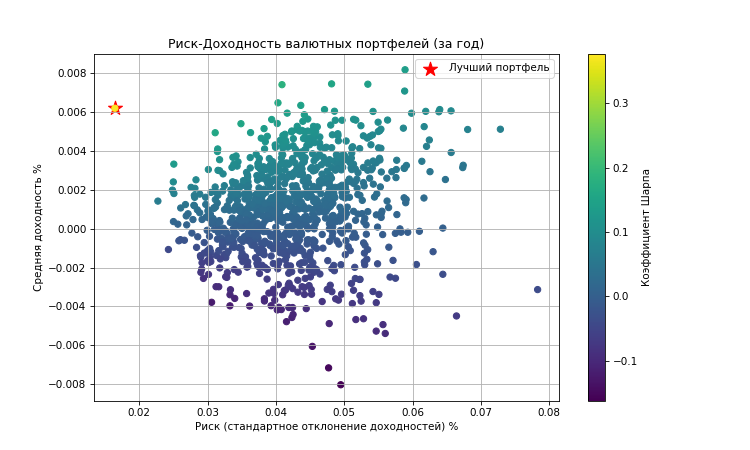 Риск-Доходность валютных портфелей (за год)
Лучший портфель
0.008
0.006
0.004
0.002
0.000
−0.002
−0.004
−0.006
−0.008
Средняя доходность %
0.02 0.03 0.04 0.05 0.06 0.07 0.08
Риск (стандартное отклонение доходностей) %
0.3
0.2
0.1
0.0
−0.1
Коэффициент Шарпа